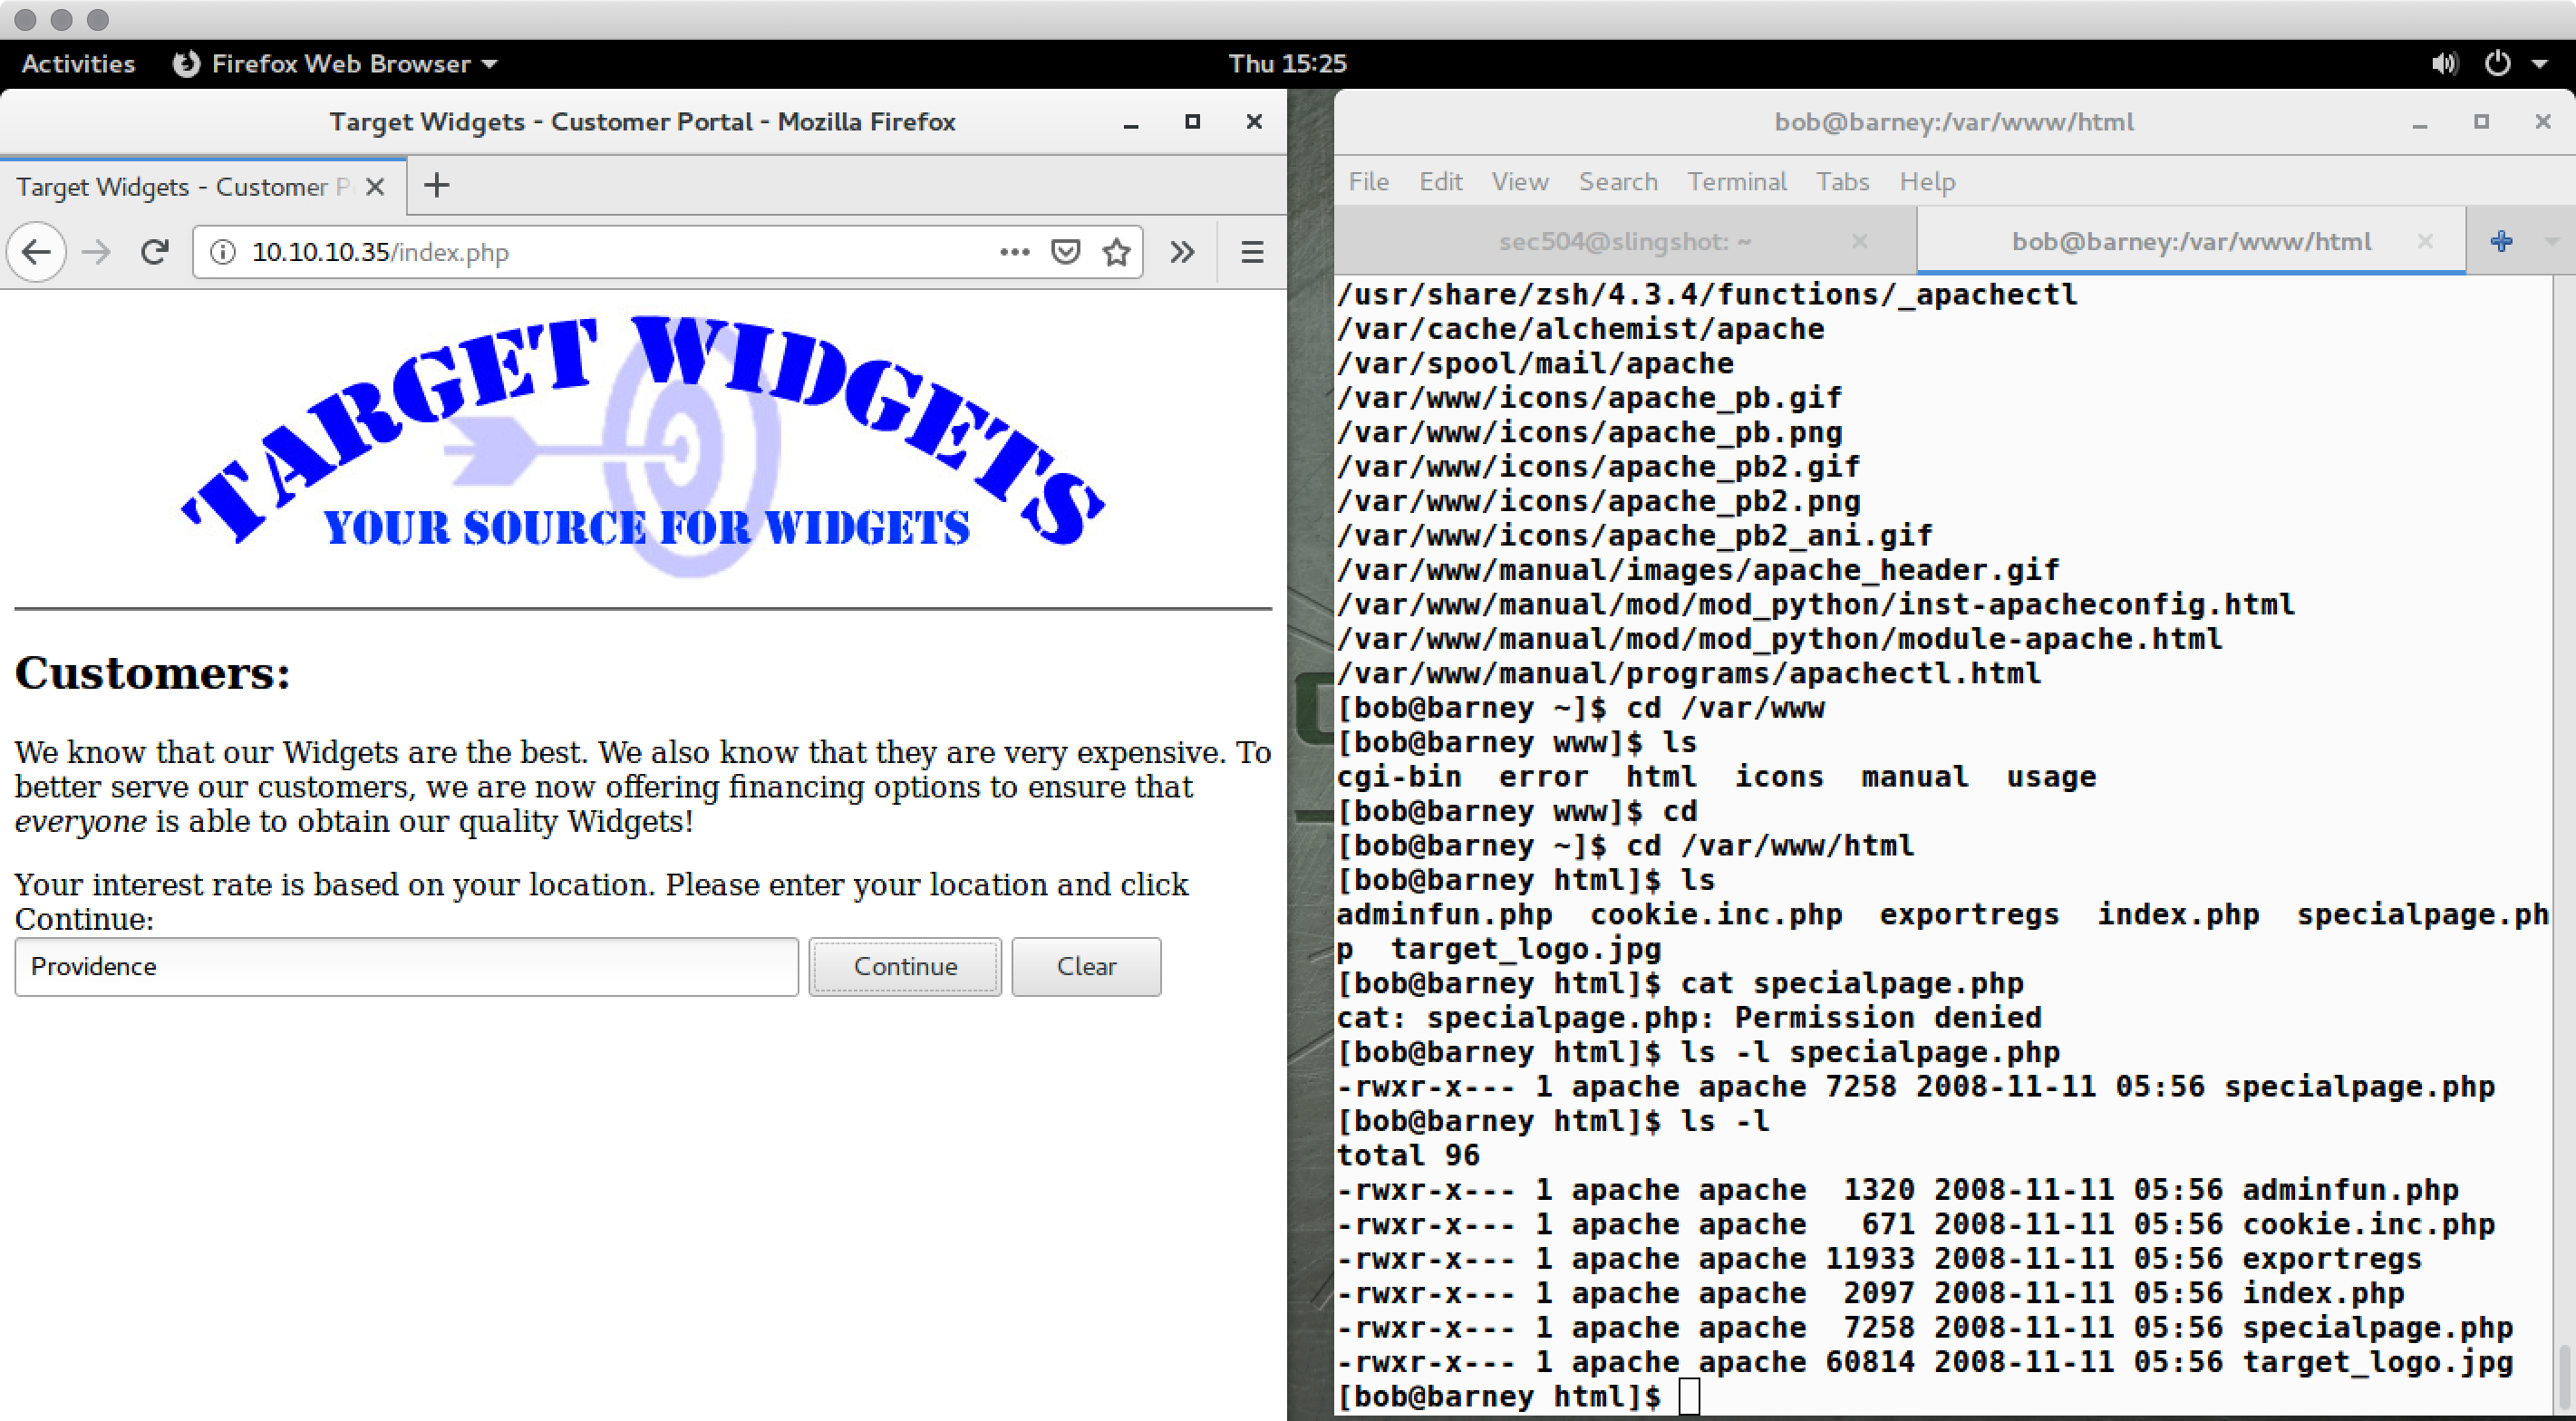 Activities Firefox Web Browser Thu 15:25
Target Widgets - Customer Portal - Mozilla Firefox
Target Widgets - Customer P
10.10.10.35/index.php
TARGET WIDGETS
YOUR SOURCE FOR WIDGETS
Customers:
We know that our Widgets are the best. We also know that they are very expensive. To
better serve our customers, we are now offering financing options to ensure that
everyone is able to obtain our quality Widgets!
Your interest rate is based on your location. Please enter your location and click
Continue:
Providence Continue Clear
bob@barney:/var/www/html
File Edit View Search Terminal Tabs Help
sec504@slingshot: ~ bob@barney:/var/www/html
/usr/share/zsh/4.3.4/functions/_apachectl
/var/cache/alchemist/apache
/var/spool/mail/apache
/var/www/icons/apache_pb.gif
/var/www/icons/apache_pb.png
/var/www/icons/apache_pb2.gif
/var/www/icons/apache_pb2.png
/var/www/icons/apache_pb2_ani.gif
/var/www/manual/images/apache_header.gif
/var/www/manual/mod/mod_python/inst-apacheconfig.html
/var/www/manual/mod/mod_python/module-apache.html
/var/www/manual/programs/apachectl.html
[bob@barney ~]$ cd /var/www
[bob@barney www]$ ls
cgi-bin  error  html  icons  manual  usage
[bob@barney www]$ cd
[bob@barney ~]$ cd /var/www/html
[bob@barney html]$ ls
adminfun.php  cookie.inc.php  exportregs  index.php  specialpage.ph
p  target_logo.jpg
[bob@barney html]$ cat specialpage.php
cat: specialpage.php: Permission denied
[bob@barney html]$ ls -l specialpage.php
-rwxr-x--- 1 apache apache 7258 2008-11-11 05:56 specialpage.php
[bob@barney html]$ ls -l
total 96
-rwxr-x--- 1 apache apache  1320 2008-11-11 05:56 adminfun.php
-rwxr-x--- 1 apache apache   671 2008-11-11 05:56 cookie.inc.php
-rwxr-x--- 1 apache apache 11933 2008-11-11 05:56 exportregs
-rwxr-x--- 1 apache apache  2097 2008-11-11 05:56 index.php
-rwxr-x--- 1 apache apache  7258 2008-11-11 05:56 specialpage.php
-rwxr-x--- 1 apache apache 60814 2008-11-11 05:56 target_logo.jpg
[bob@barney html]$